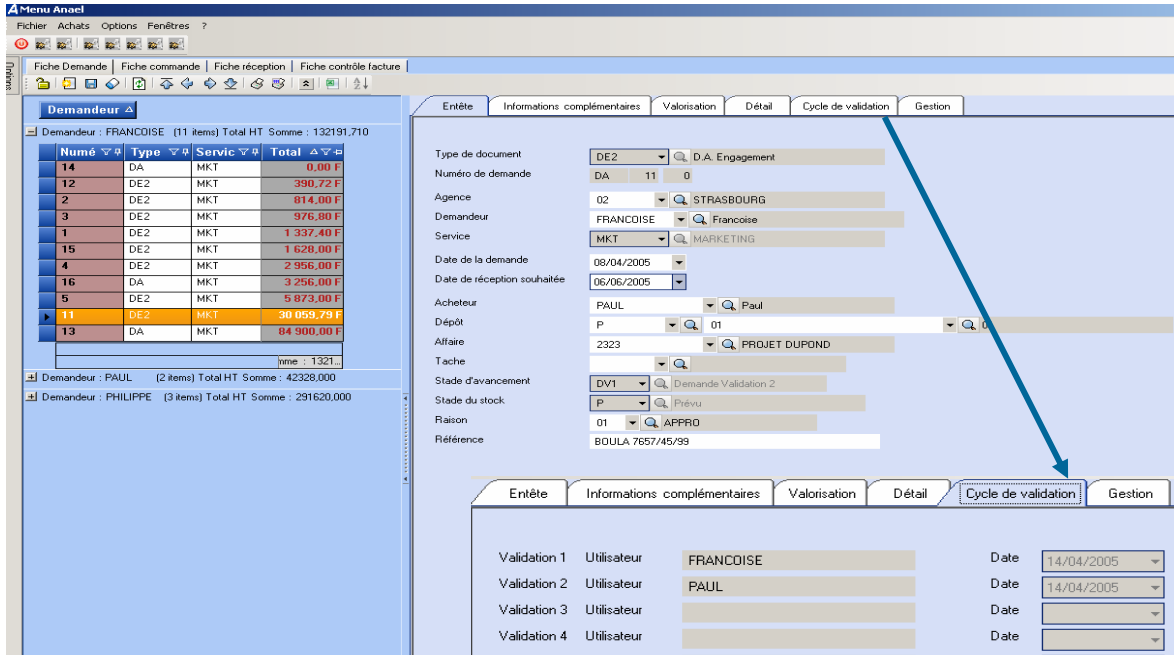 Menu Anael
Fichier Achats Options Fenêtres ?
Options
Fiche Demande Fiche commande Fiche réception Fiche contrôle facture
Demandeur
Demandeur : FRANCOISE (11 items) Total HT Somme : 132191,710
Numé Type Servic Total
14 DA MKT 0,00 F
12 DE2 MKT 390,72 F
2 DE2 MKT 814,00 F
3 DE2 MKT 976,80 F
1 DE2 MKT 1 337,40 F
15 DE2 MKT 1 628,00 F
4 DE2 MKT 2 956,00 F
16 DA MKT 3 256,00 F
5 DE2 MKT 5 873,00 F
11 DE2 MKT 30 059,79 F
13 DA MKT 84 900,00 F
mme : 1321...
Demandeur : PAUL (2 items) Total HT Somme : 42328,000
Demandeur : PHILIPPE (3 items) Total HT Somme : 291620,000
Entête Informations complémentaires Valorisation Détail Cycle de validation Gestion
Type de document DE2 D.A. Engagement
Numéro de demande DA 11 0
Agence 02 STRASBOURG
Demandeur FRANCOISE Francoise
Service MKT MARKETING
Date de la demande 08/04/2005
Date de réception souhaitée 06/06/2005
Acheteur PAUL Paul
Dépôt P 01
Affaire 2323 PROJET DUPOND
Tache
Stade d'avancement DV1 Demande Validation 2
Stade du stock P Prévu
Raison 01 APPRO
Référence BOULA 7657/45/99
Entête Informations complémentaires Valorisation Détail Cycle de validation Gestion
Validation 1 Utilisateur FRANCOISE Date 14/04/2005
Validation 2 Utilisateur PAUL Date 14/04/2005
Validation 3 Utilisateur Date
Validation 4 Utilisateur Date